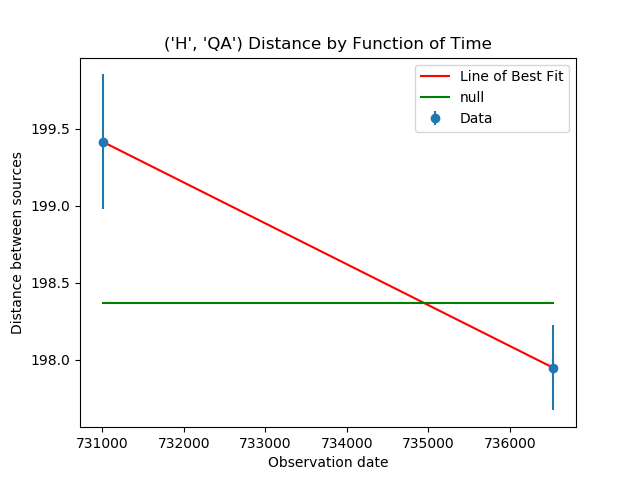 ('H', 'QA') Distance by Function of Time
Line of Best Fit
null
Data
199.5
199.0
198.5
198.0
Distance between sources
731000 732000 733000 734000 735000 736000
Observation date